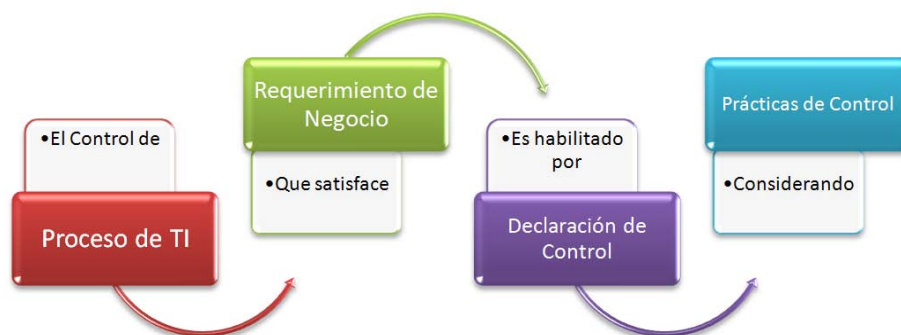 •El Control de
Proceso de TI
Requerimiento de
Negocio
•Que satisface
•Es habilitado
por
Declaración de
Control
Prácticas de Control
•Considerando